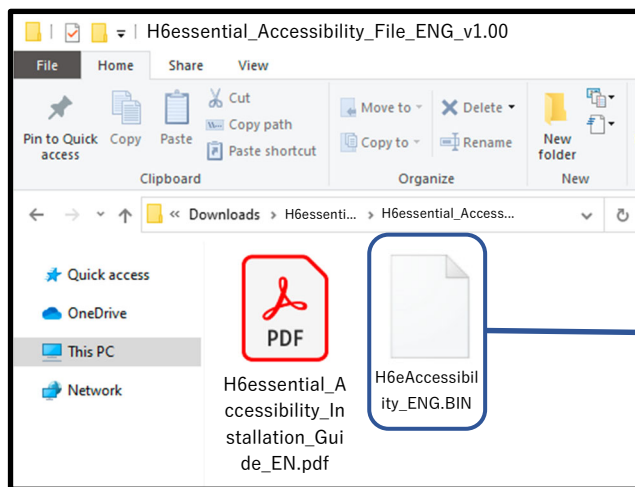 H6essential_Accessibility_File_ENG_v1.00
File Home Share View
Pin to Quick access
Copy
Paste
Cut
Copy path
Paste shortcut
Clipboard
Move to
Copy to
Delete
Rename
Organize
New folder
New
« Downloads > H6essenti... > H6essential_Access...
Quick access
OneDrive
This PC
Network
PDF
H6essential_A
ccessibility_In
stallation_Gui
de_EN.pdf
H6eAccessibil
ity_ENG.BIN